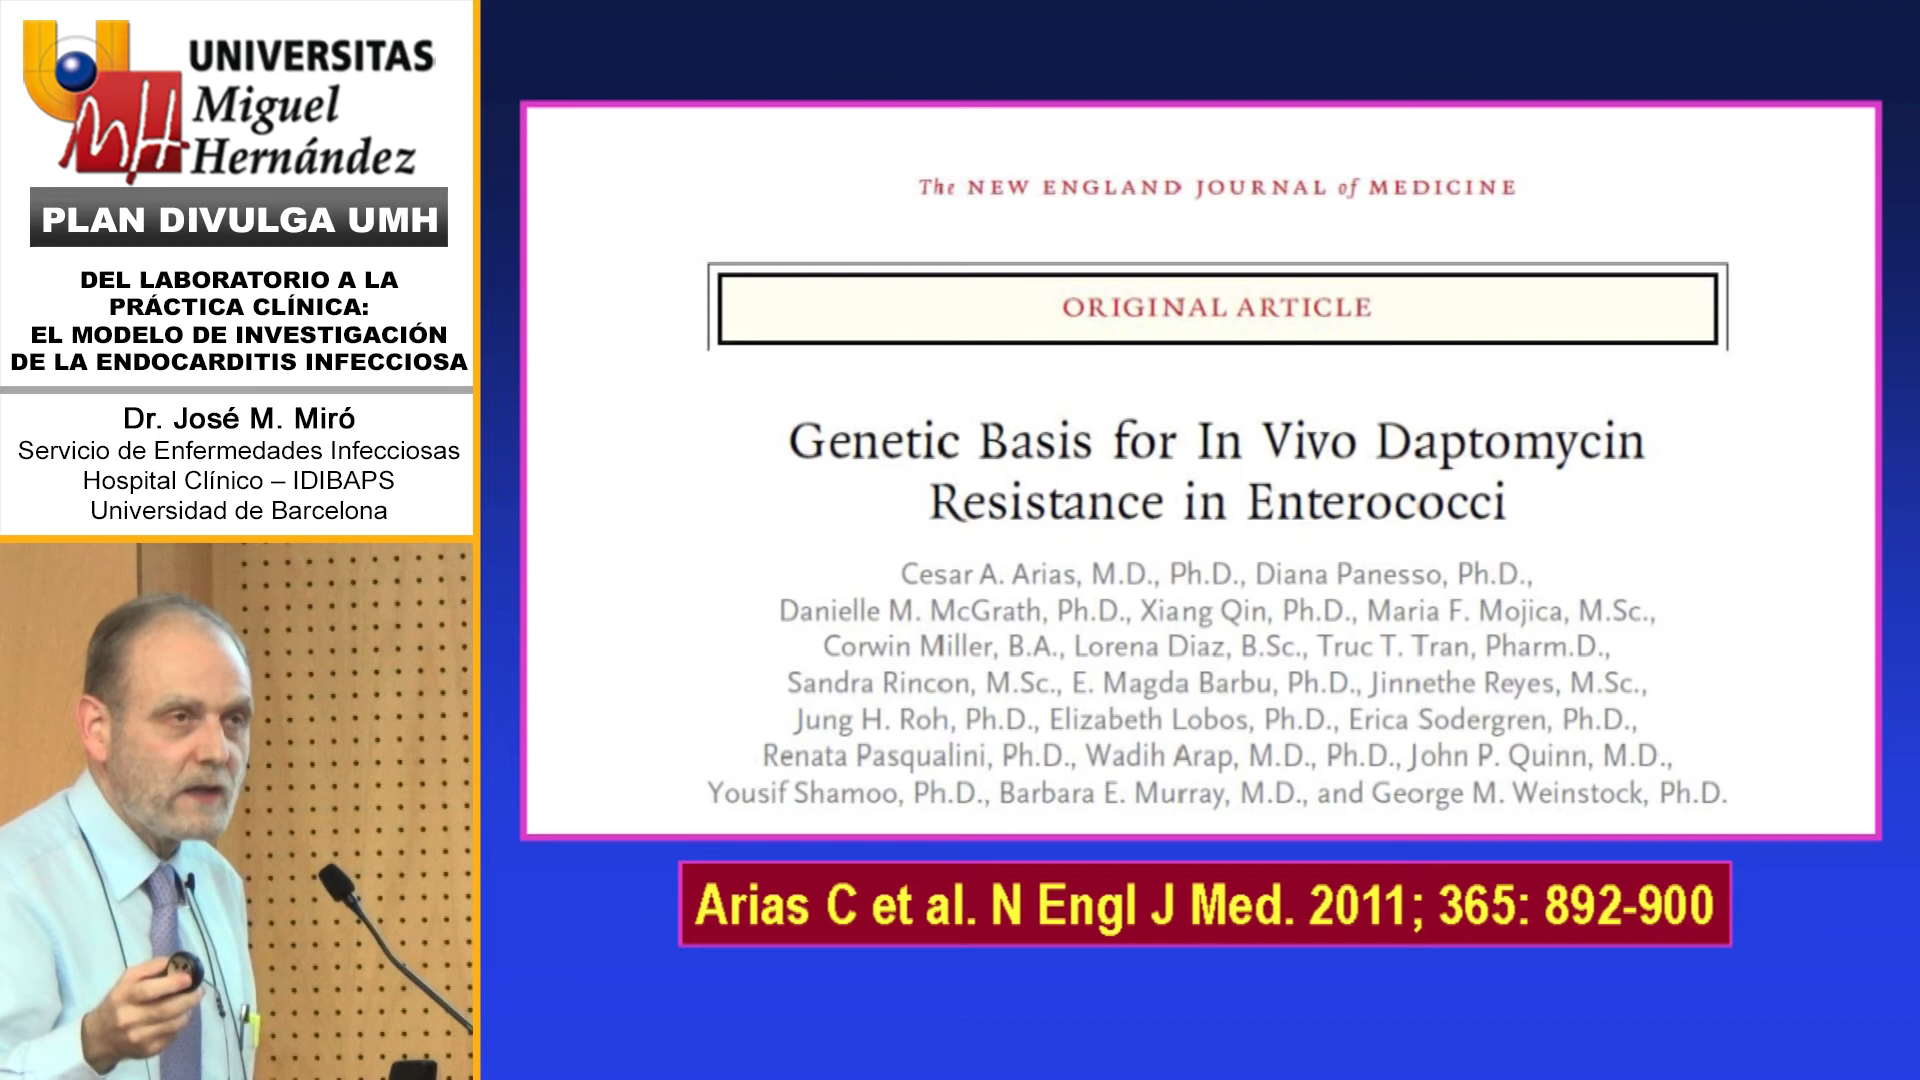 UNIVERSITAS
Miguel
Hernández
PLAN DIVULGA UMH
DEL LABORATORIO A LA
PRÁCTICA CLÍNICA:
EL MODELO DE INVESTIGACIÓN
DE LA ENDOCARDITIS INFECCIOSA
Dr. José M. Miró
Servicio de Enfermedades Infecciosas
Hospital Clínico – IDIBAPS
Universidad de Barcelona
The NEW ENGLAND JOURNAL of MEDICINE
ORIGINAL ARTICLE
Genetic Basis for In Vivo Daptomycin
Resistance in Enterococci
Cesar A. Arias, M.D., Ph.D., Diana Panesso, Ph.D.,
Danielle M. McGrath, Ph.D., Xiang Qin, Ph.D., Maria F. Mojica, M.Sc.,
Corwin Miller, B.A., Lorena Diaz, B.Sc., Truc T. Tran, Pharm.D.,
Sandra Rincon, M.Sc., E. Magda Barbu, Ph.D., Jinnethe Reyes, M.Sc.,
Jung H. Roh, Ph.D., Elizabeth Lobos, Ph.D., Erica Sodergren, Ph.D.,
Renata Pasqualini, Ph.D., Wadih Arap, M.D., Ph.D., John P. Quinn, M.D.,
Yousif Shamoo, Ph.D., Barbara E. Murray, M.D., and George M. Weinstock, Ph.D.
Arias C et al. N Engl J Med. 2011; 365: 892-900